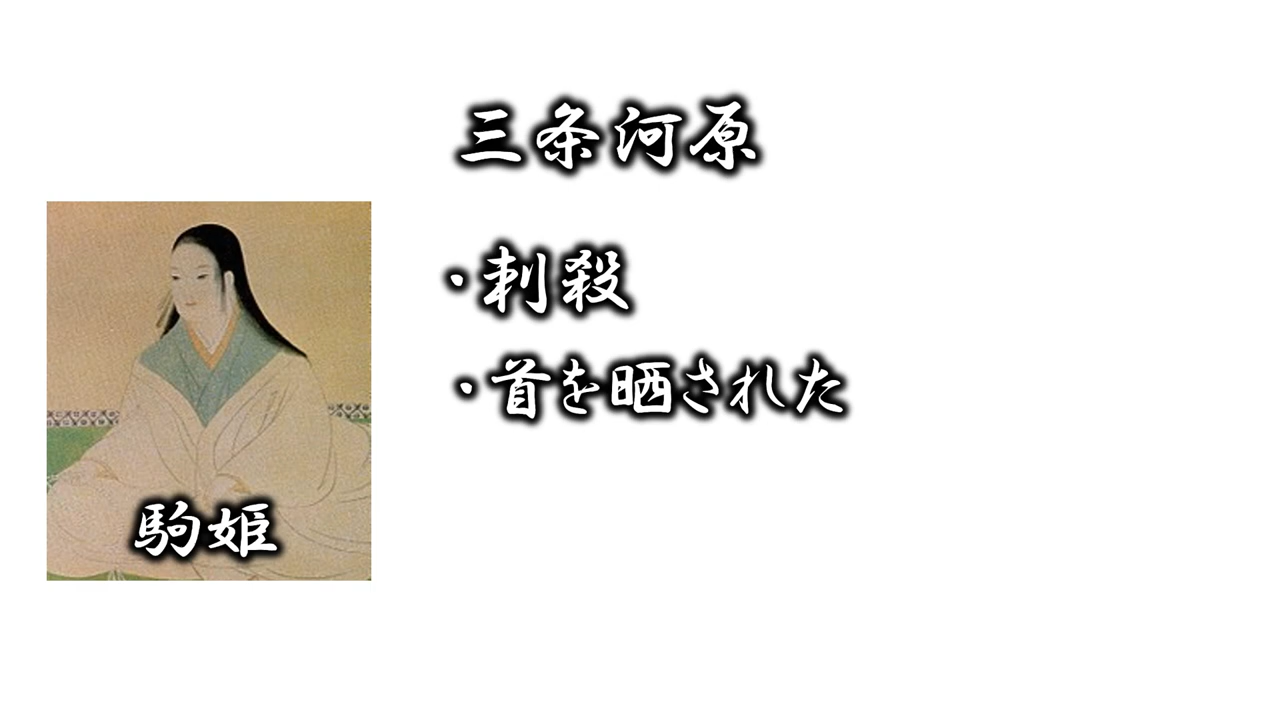 三条河原
・刺殺
・首を晒された
駒姫